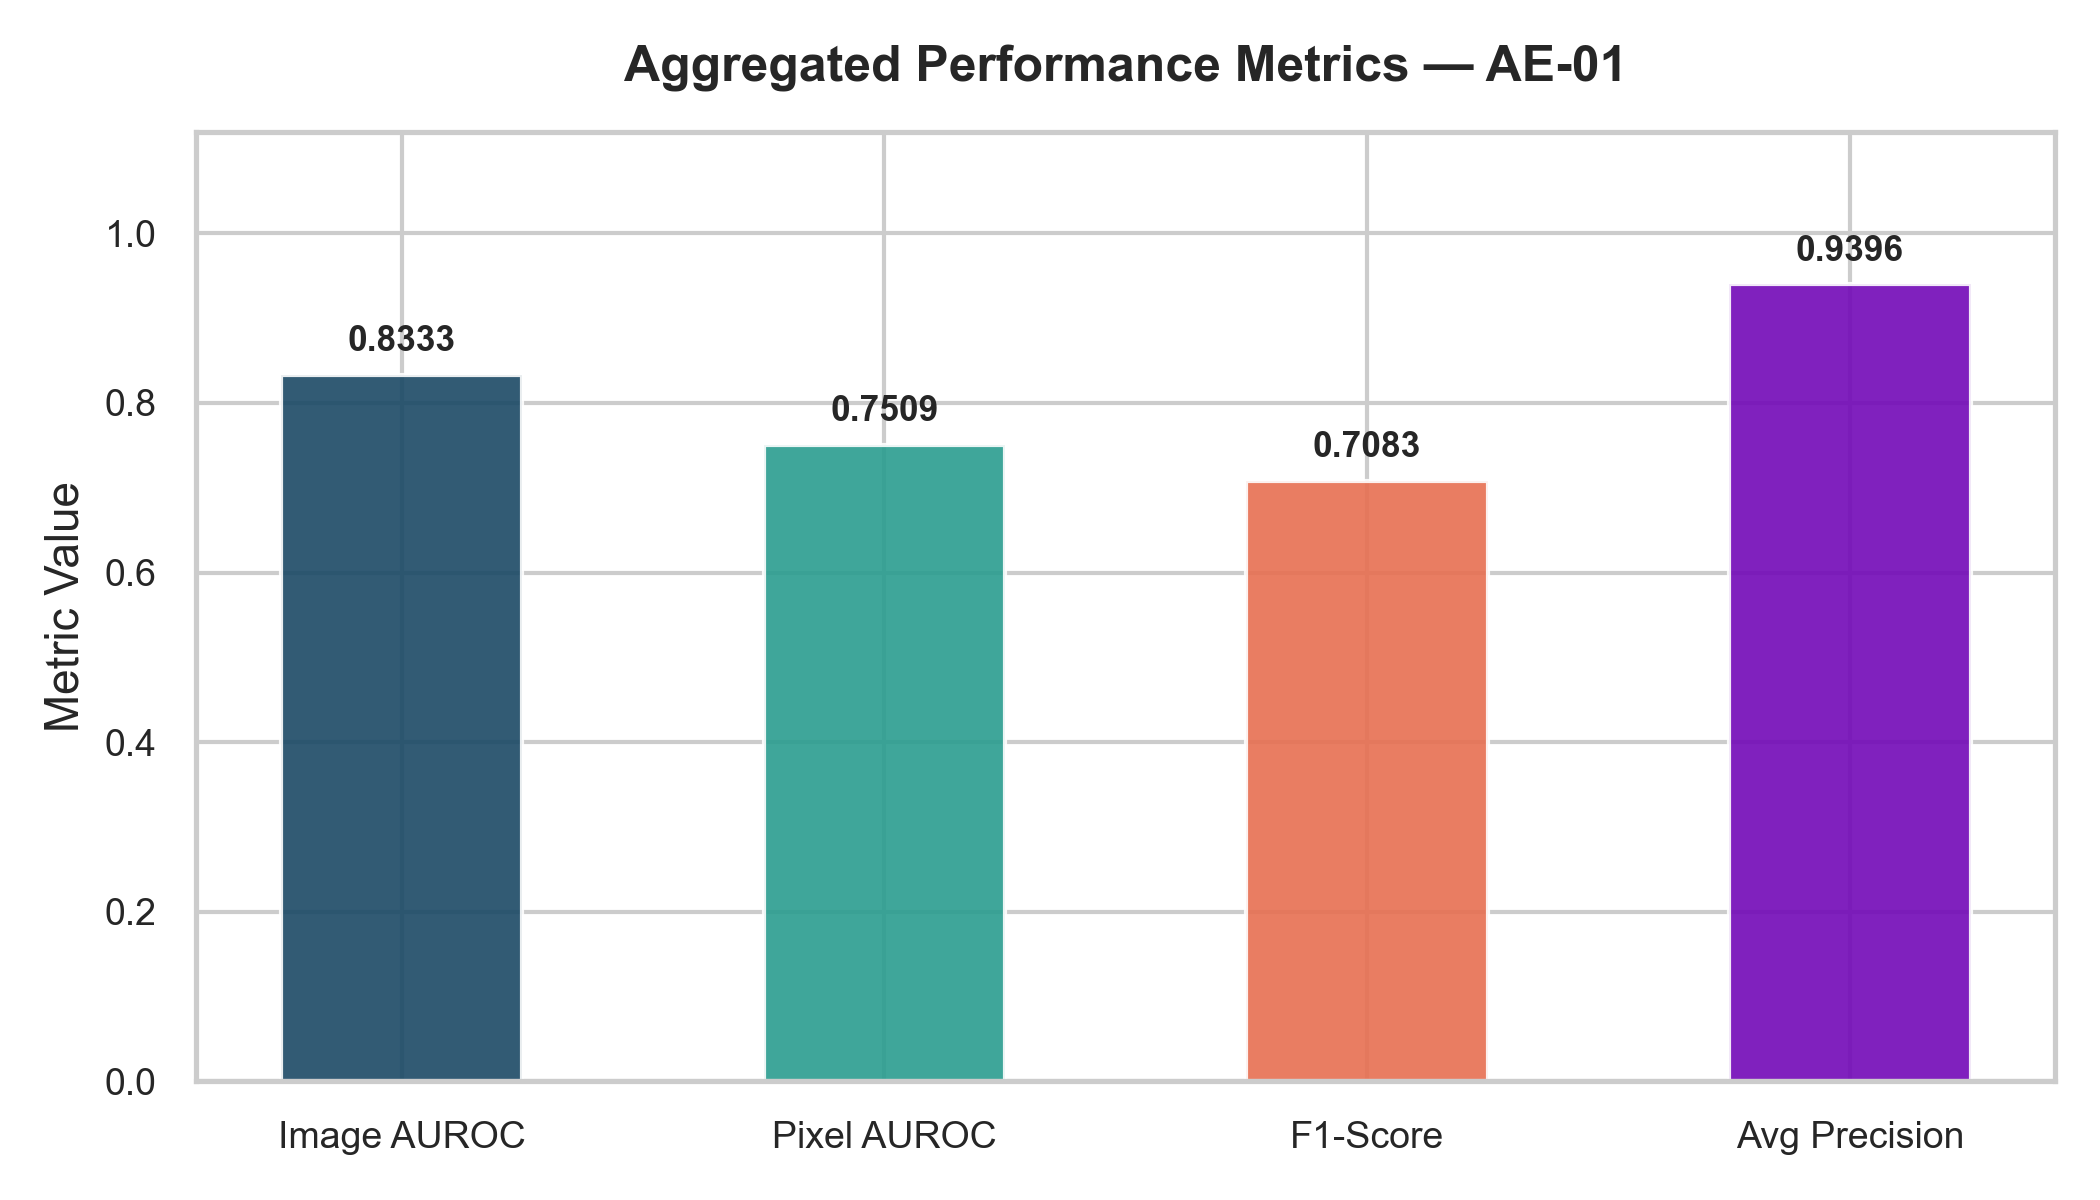 Aggregated Performance Metrics — AE-01
1.0
0.8
0.6
0.4
0.2
0.0
Metric Value
0.8333
0.7509
0.7083
0.9396
Image AUROC
Pixel AUROC
F1-Score
Avg Precision